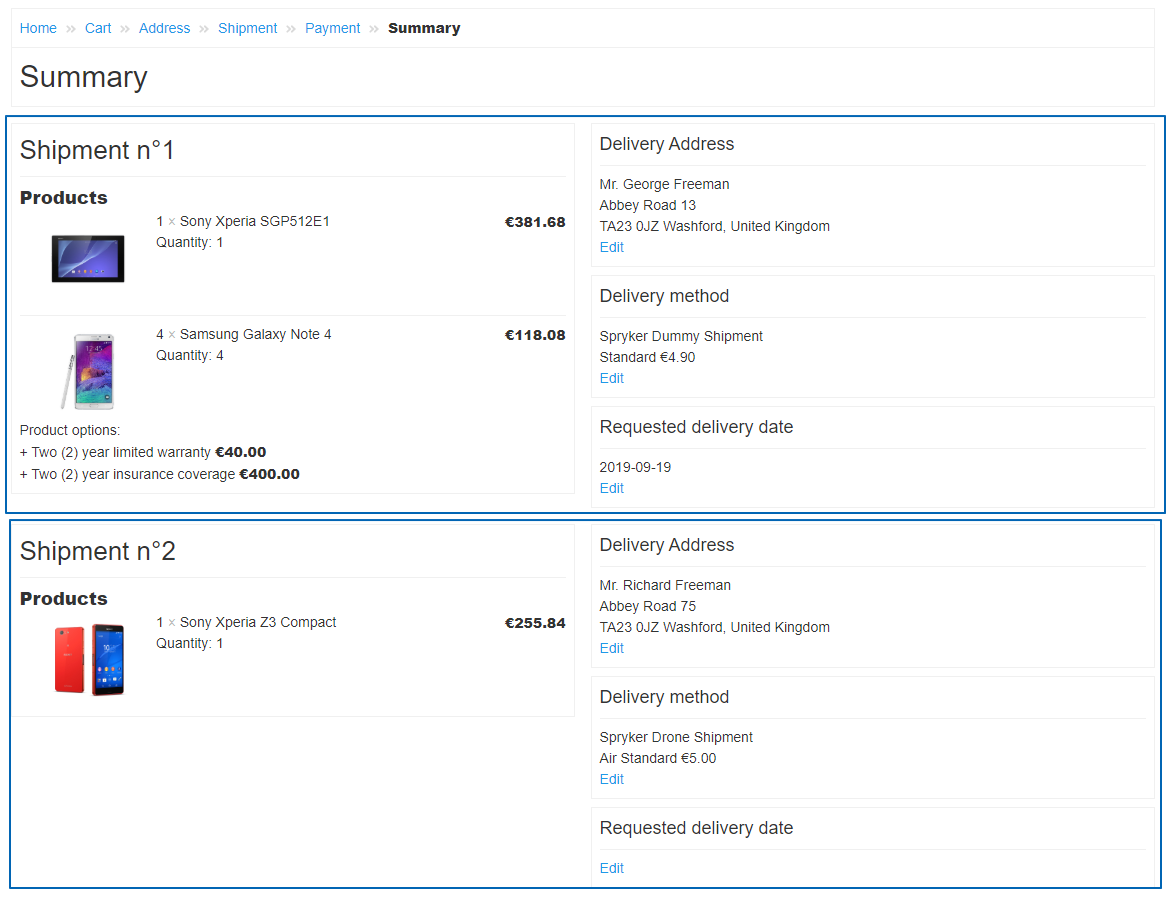 Home » Cart » Address » Shipment » Payment » Summary
Summary
Shipment n°1
Products
1 × Sony Xperia SGP512E1 €381.68
Quantity: 1
4 × Samsung Galaxy Note 4 €118.08
Quantity: 4
Product options:
+ Two (2) year limited warranty €40.00
+ Two (2) year insurance coverage €400.00
Delivery Address
Mr. George Freeman
Abbey Road 13
TA23 0JZ Washford, United Kingdom
Edit
Delivery method
Spryker Dummy Shipment
Standard €4.90
Edit
Requested delivery date
2019-09-19
Edit
Shipment n°2
Products
1 × Sony Xperia Z3 Compact €255.84
Quantity: 1
Delivery Address
Mr. Richard Freeman
Abbey Road 75
TA23 0JZ Washford, United Kingdom
Edit
Delivery method
Spryker Drone Shipment
Air Standard €5.00
Edit
Requested delivery date
Edit